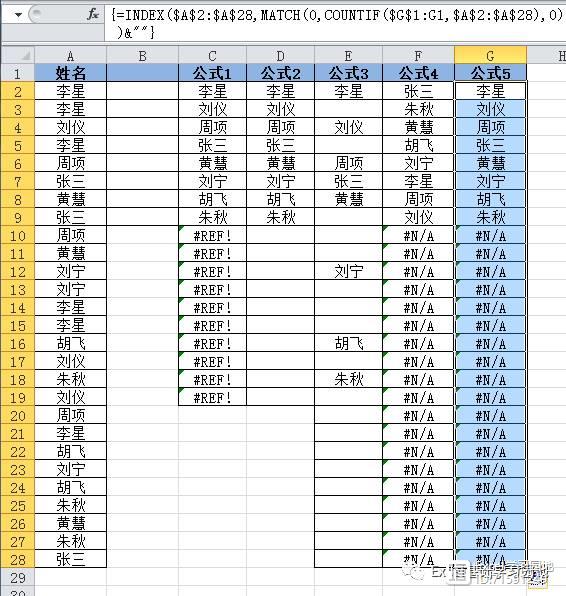 fx {=INDEX($A$2:$A$28,MATCH(0,COUNTIF($G$1:G1,$A$2:$A$28),0)
)&""}
A B C D E F G H
1 姓名 公式1 公式2 公式3 公式4 公式5
2 李星 李星 李星 李星 张三 李星
3 李星 刘仪 刘仪 朱秋 刘仪
4 刘仪 周项 周项 刘仪 黄慧 周项
5 李星 张三 张三 胡飞 张三
6 周项 黄慧 黄慧 周项 刘宁 黄慧
7 张三 刘宁 刘宁 张三 李星 刘宁
8 黄慧 胡飞 胡飞 黄慧 周项 胡飞
9 张三 朱秋 朱秋 刘仪 朱秋
10 周项 #REF! #N/A #N/A
11 黄慧 #REF! #N/A #N/A
12 刘宁 #REF! 刘宁 #N/A #N/A
13 刘宁 #REF! #N/A #N/A
14 李星 #REF! #N/A #N/A
15 李星 #REF! #N/A #N/A
16 胡飞 #REF! 胡飞 #N/A #N/A
17 刘仪 #REF! #N/A #N/A
18 朱秋 #REF! 朱秋 #N/A #N/A
19 刘仪 #REF! #N/A #N/A
20 周项 #N/A #N/A
21 李星 #N/A #N/A
22 胡飞 #N/A #N/A
23 刘宁 #N/A #N/A
24 胡飞 #N/A #N/A
25 朱秋 #N/A #N/A
26 黄慧 #N/A #N/A
27 朱秋 #N/A #N/A
28 张三 #N/A #N/A
29